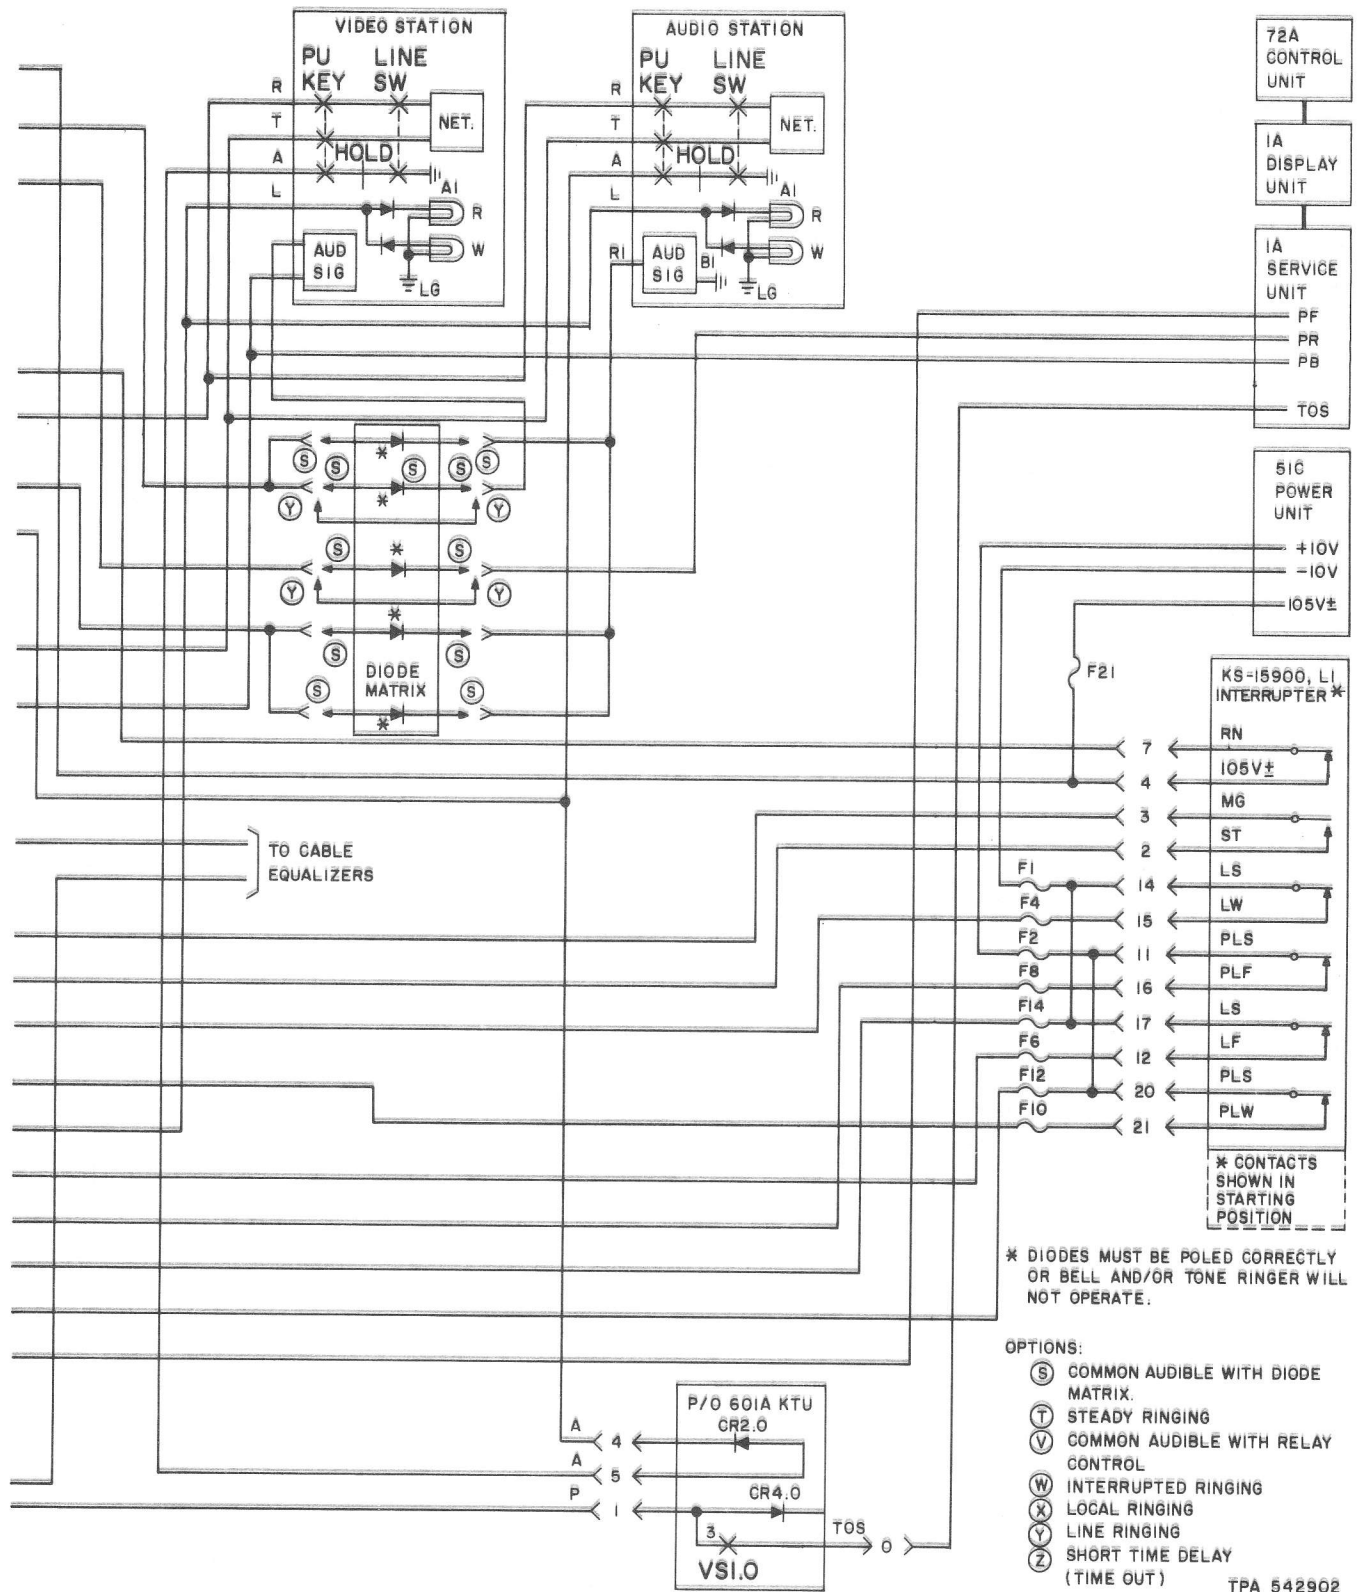 VIDEO STATION
PU KEY
LINE SW
R
T
A
L
NET.
HOLD
A1
R
W
AUD SIG
LG
AUDIO STATION
PU KEY
LINE SW
R
T
A
L
NET.
HOLD
A1
R
W
R1
AUD SIG
B1
LG
72A
CONTROL
UNIT
1A
DISPLAY
UNIT
1A
SERVICE
UNIT
PF
PR
PB
TOS
51C
POWER
UNIT
+10V
-10V
105V±
F21
*
S S S S S
*
Y Y
S * S
Y Y
*
S S
DIODE
MATRIX
S S
*
KS-15900, L1
INTERRUPTER *
7 RN
4 105V±
3 MG
2 ST
F1 14 LS
F4 15 LW
F2 11 PLS
F8 16 PLF
F14 17 LS
F6 12 LF
F12 20 PLS
F10 21 PLW
TO CABLE
EQUALIZERS
* CONTACTS
SHOWN IN
STARTING
POSITION
* DIODES MUST BE POLED CORRECTLY
OR BELL AND/OR TONE RINGER WILL
NOT OPERATE.
OPTIONS:
S COMMON AUDIBLE WITH DIODE
MATRIX.
T STEADY RINGING
V COMMON AUDIBLE WITH RELAY
CONTROL
W INTERRUPTED RINGING
X LOCAL RINGING
Y LINE RINGING
Z SHORT TIME DELAY
(TIME OUT)
P/O 601A KTU
CR2.0
A 4
A 5
P 1
CR4.0
3
VS1.0
TOS 0
TPA 542902